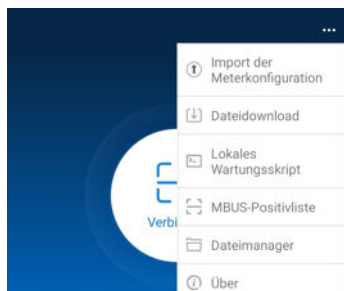 Import der
Meterkonfiguration
Dateidownload
Lokales
Wartungsskript
MBUS-Positivliste
Dateimanager
Über
Verbi